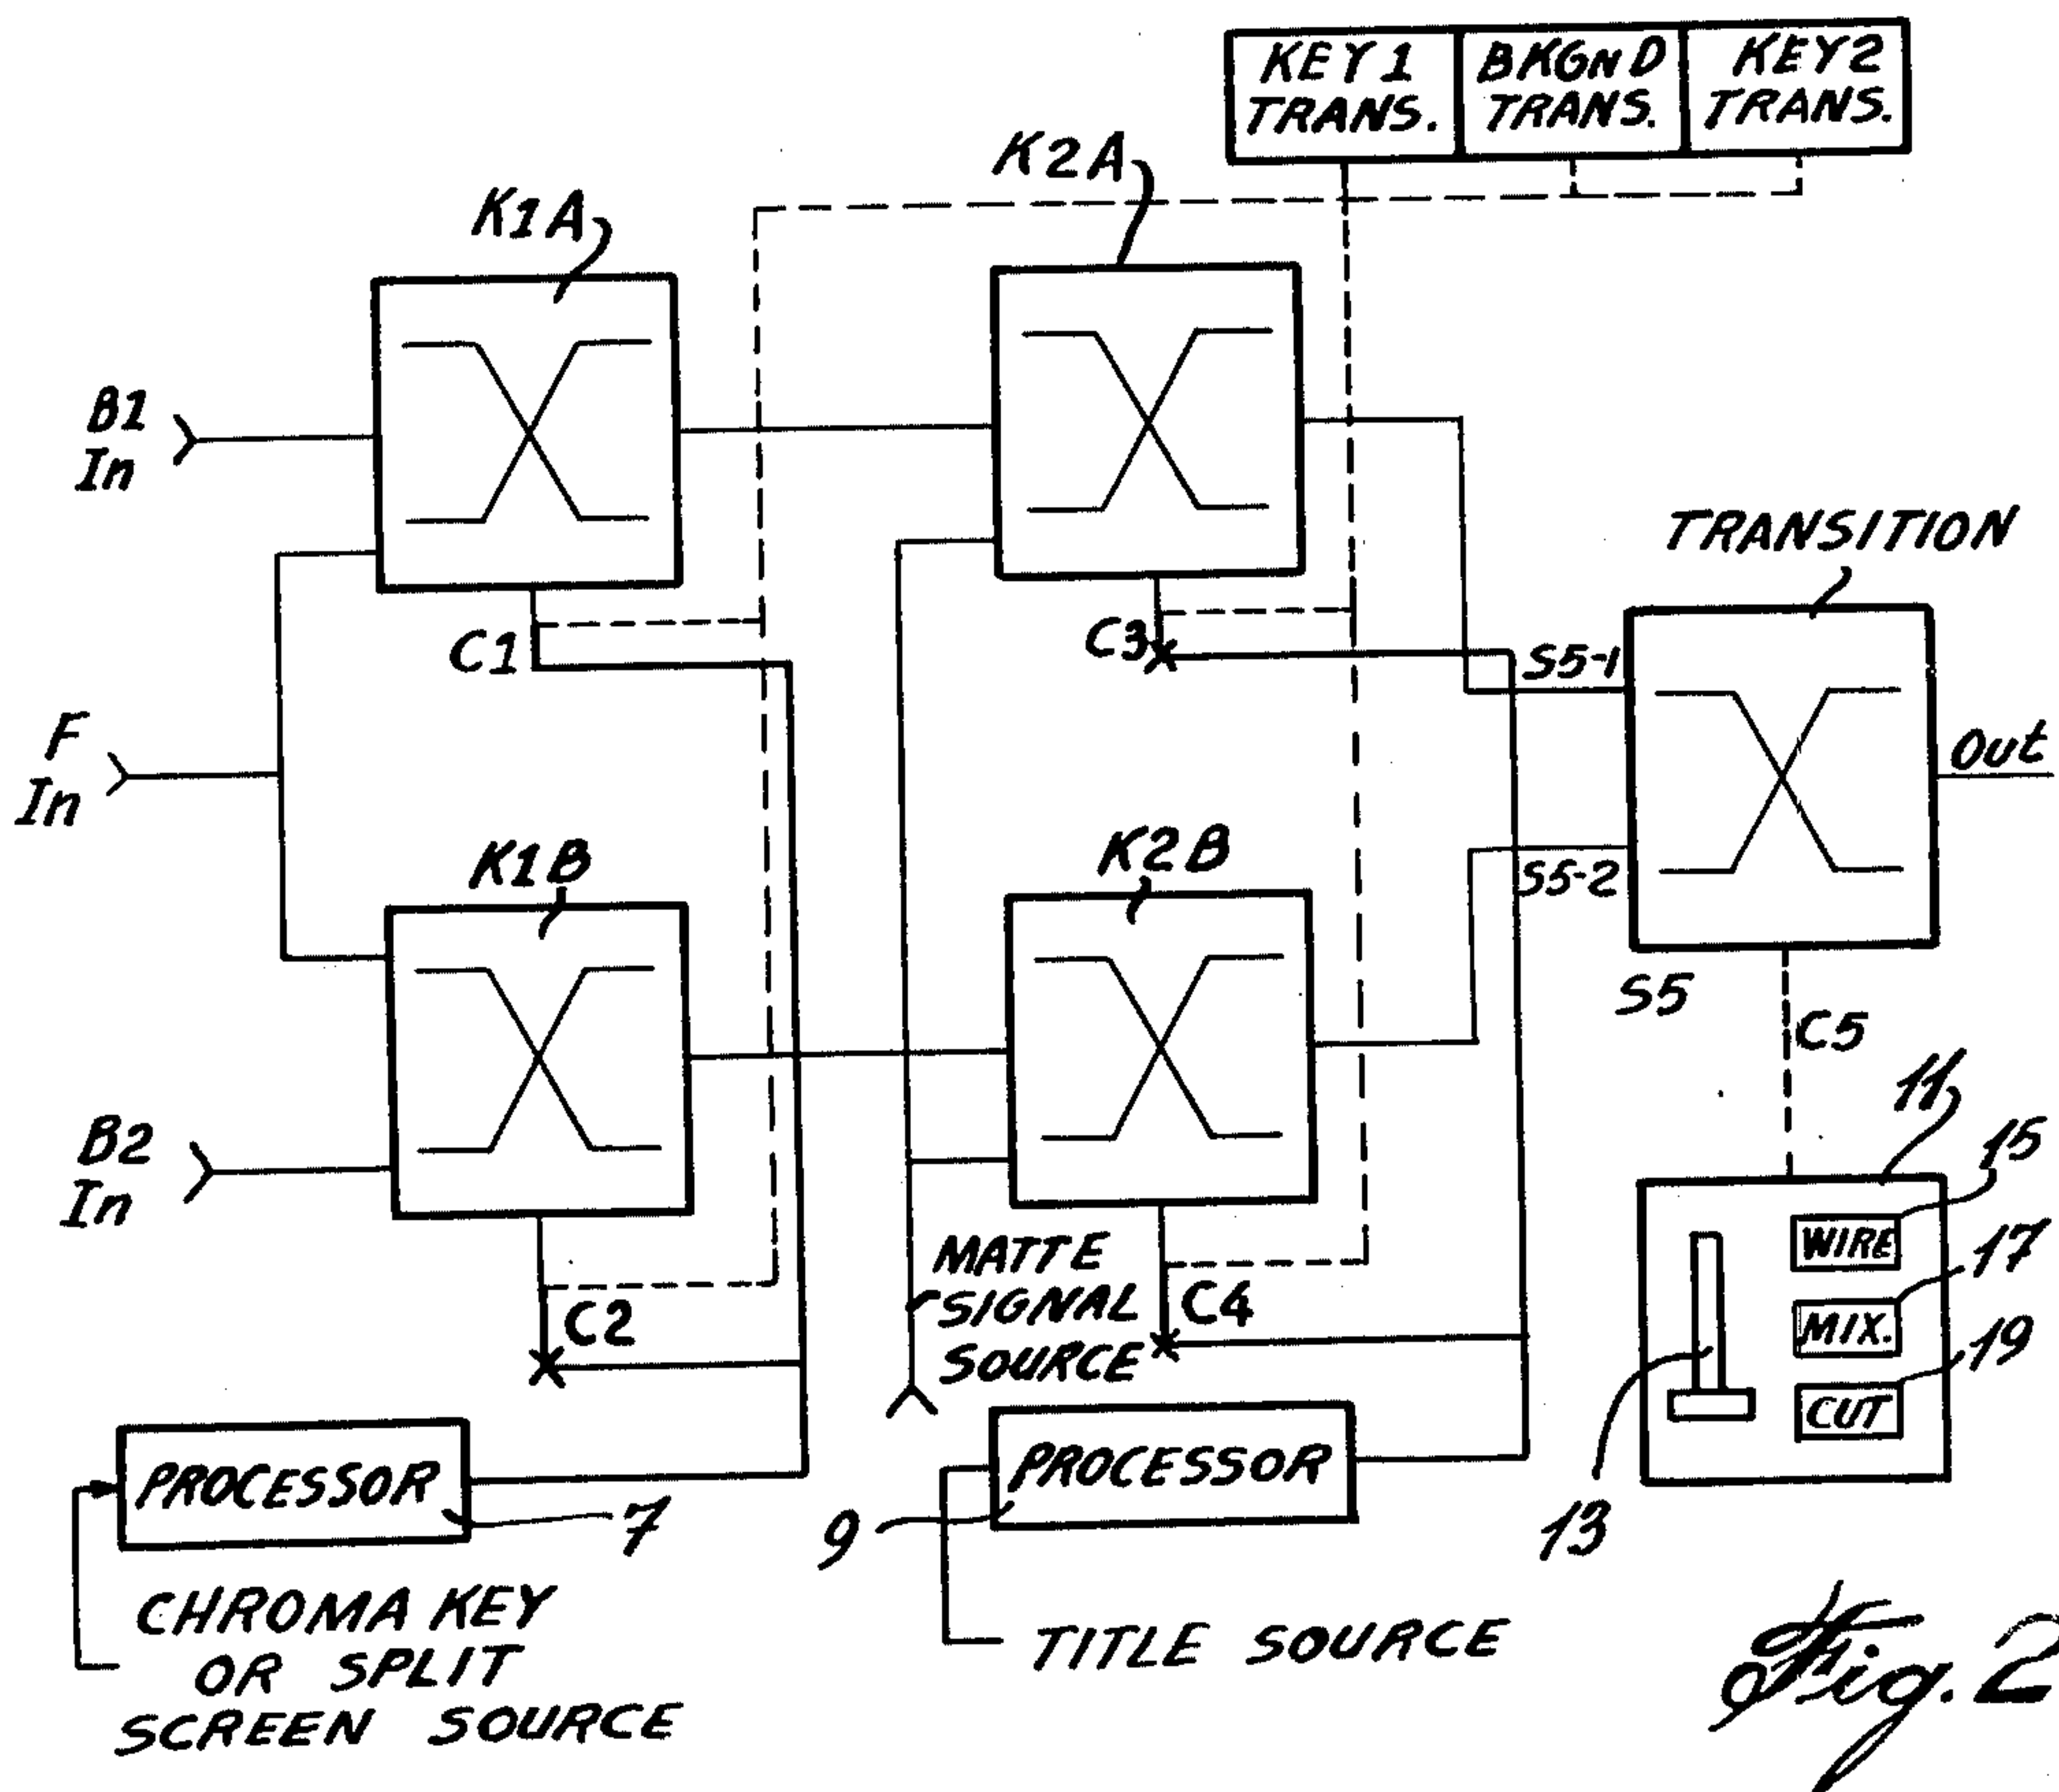 KEY 1
TRANS.
BKGND
TRANS.
KEY 2
TRANS.
K1A
K2A
B1
In
C1
C3
TRANSITION
S5-1
F
In
Out
K1B
K2B
S5-2
S5
C5
11
B2
In
15
WIRE
17
MIX.
19
CUT
13
C2
MATTE
SIGNAL
SOURCE
C4
PROCESSOR
7
9
PROCESSOR
CHROMA KEY
OR SPLIT
SCREEN SOURCE
TITLE SOURCE
Fig. 2